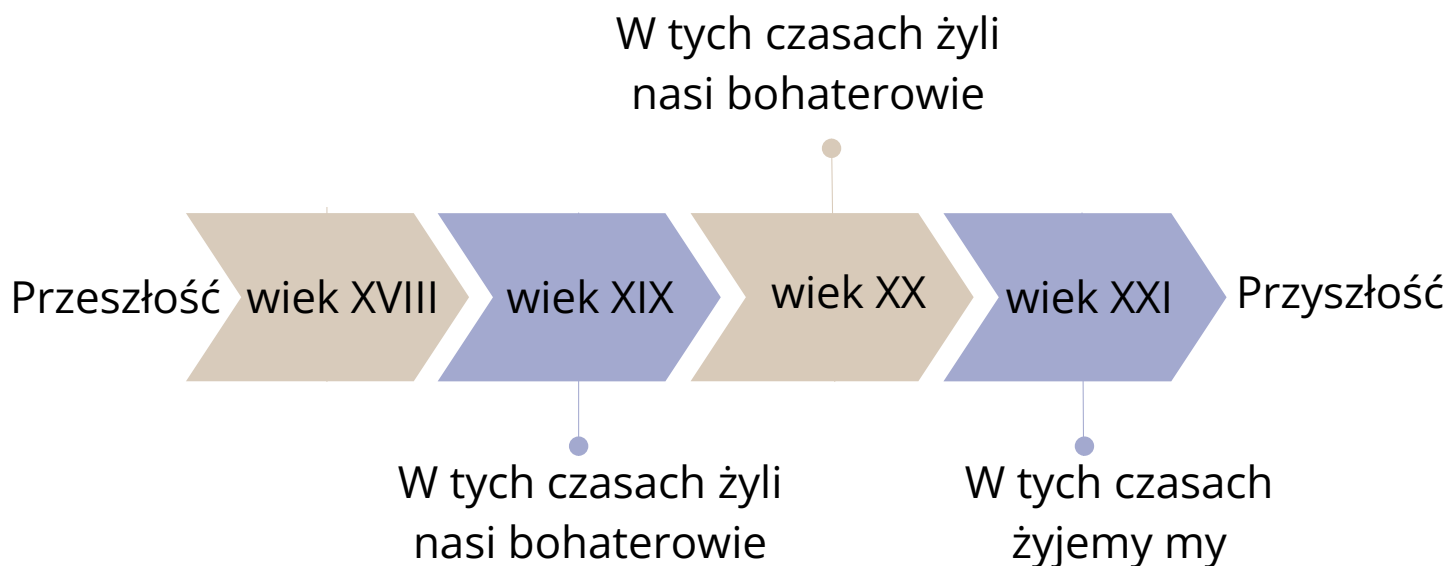 W tych czasach żyli
nasi bohaterowie
Przeszłość wiek XVIII wiek XIX wiek XX wiek XXI Przyszłość
W tych czasach żyli
nasi bohaterowie
W tych czasach
żyjemy my